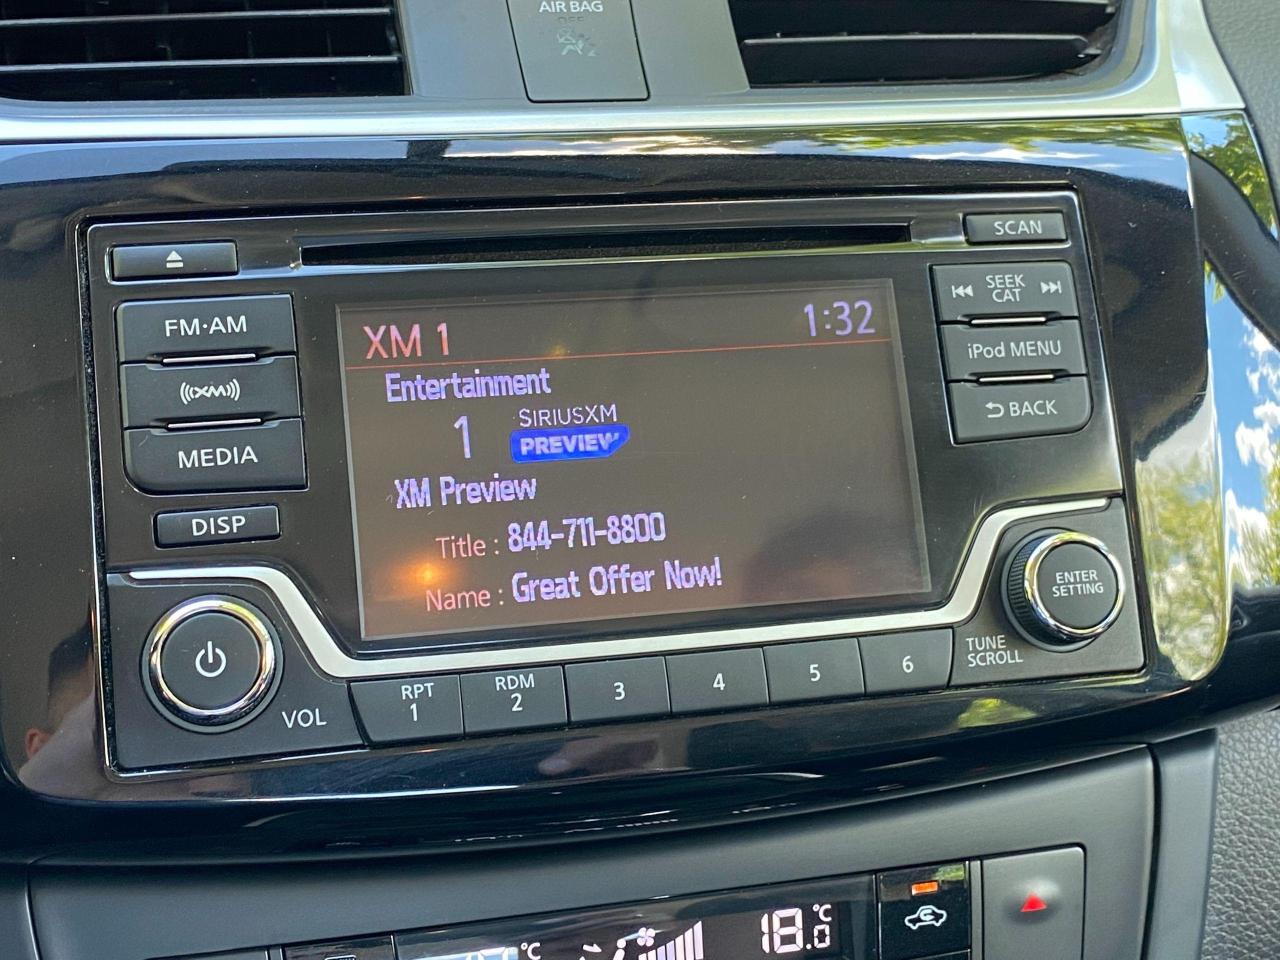 AIR BAG
OFF
SCAN
SEEK
CAT
FM·AM
XM 1
1:32
iPod MENU
Entertainment
XM
1
SIRIUSXM
PREVIEW
BACK
MEDIA
XM Preview
DISP
Title : 844-711-8800
Name : Great Offer Now!
ENTER
SETTING
TUNE
SCROLL
VOL
RPT
1
RDM
2
3
4
5
6
°C
18.0 °C